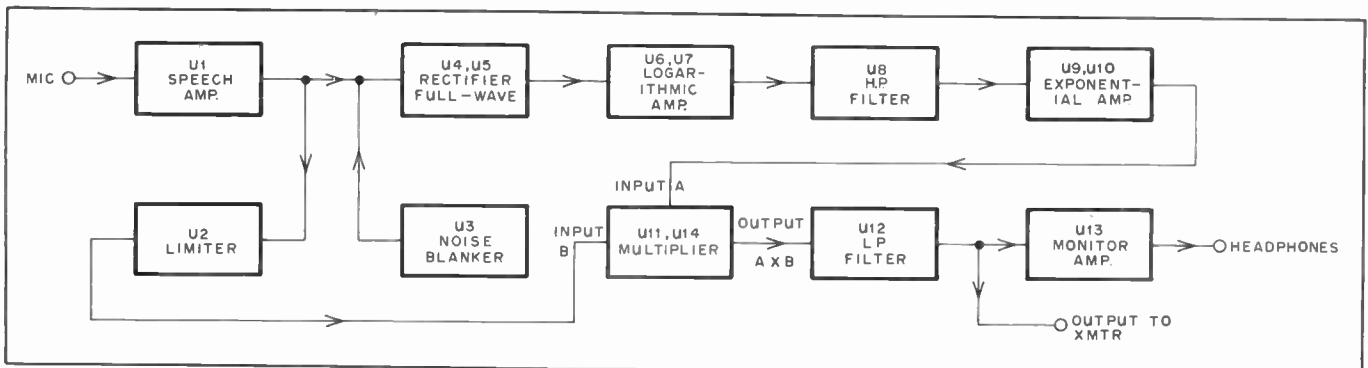 MIC
U1
SPEECH
AMP.
U4,U5
RECTIFIER
FULL-WAVE
U6,U7
LOGAR-
ITHMIC
AMP.
U8
H.P.
FILTER
U9,U10
EXPONENT-
IAL AMP.
INPUT A
U2
LIMITER
U3
NOISE
BLANKER
INPUT
B
U11,U14
MULTIPLIER
OUTPUT
A X B
U12
LP
FILTER
U13
MONITOR
AMP.
HEADPHONES
OUTPUT TO
XMTR